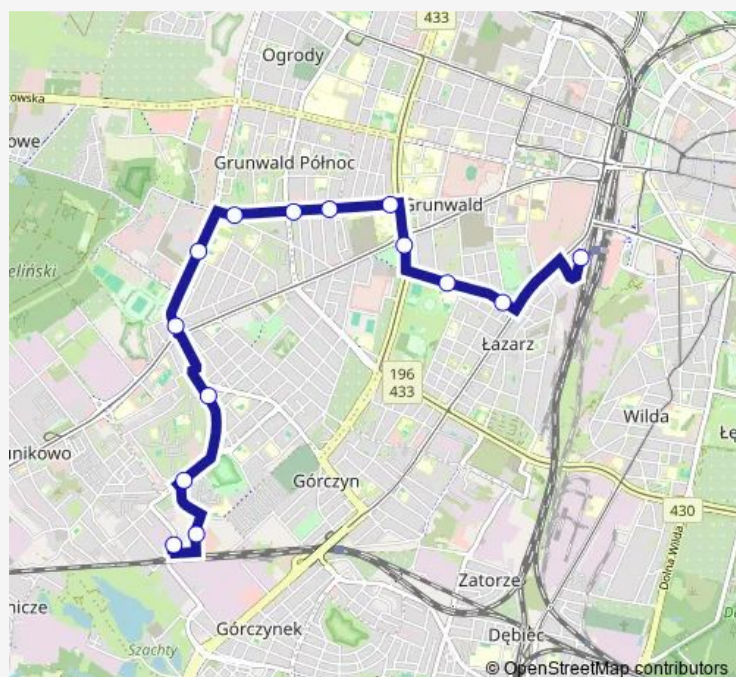 433
Ogrody
owska
owe
Grunwald Północ
Grunwald
eliński
Łazarz
196
433
Wilda
Łę
unikowo
Górczyn
430
Dolna Wilda
Zatorze
nicze
Górczynek
Dębiec
Szachty
© OpenStreetMap contributors